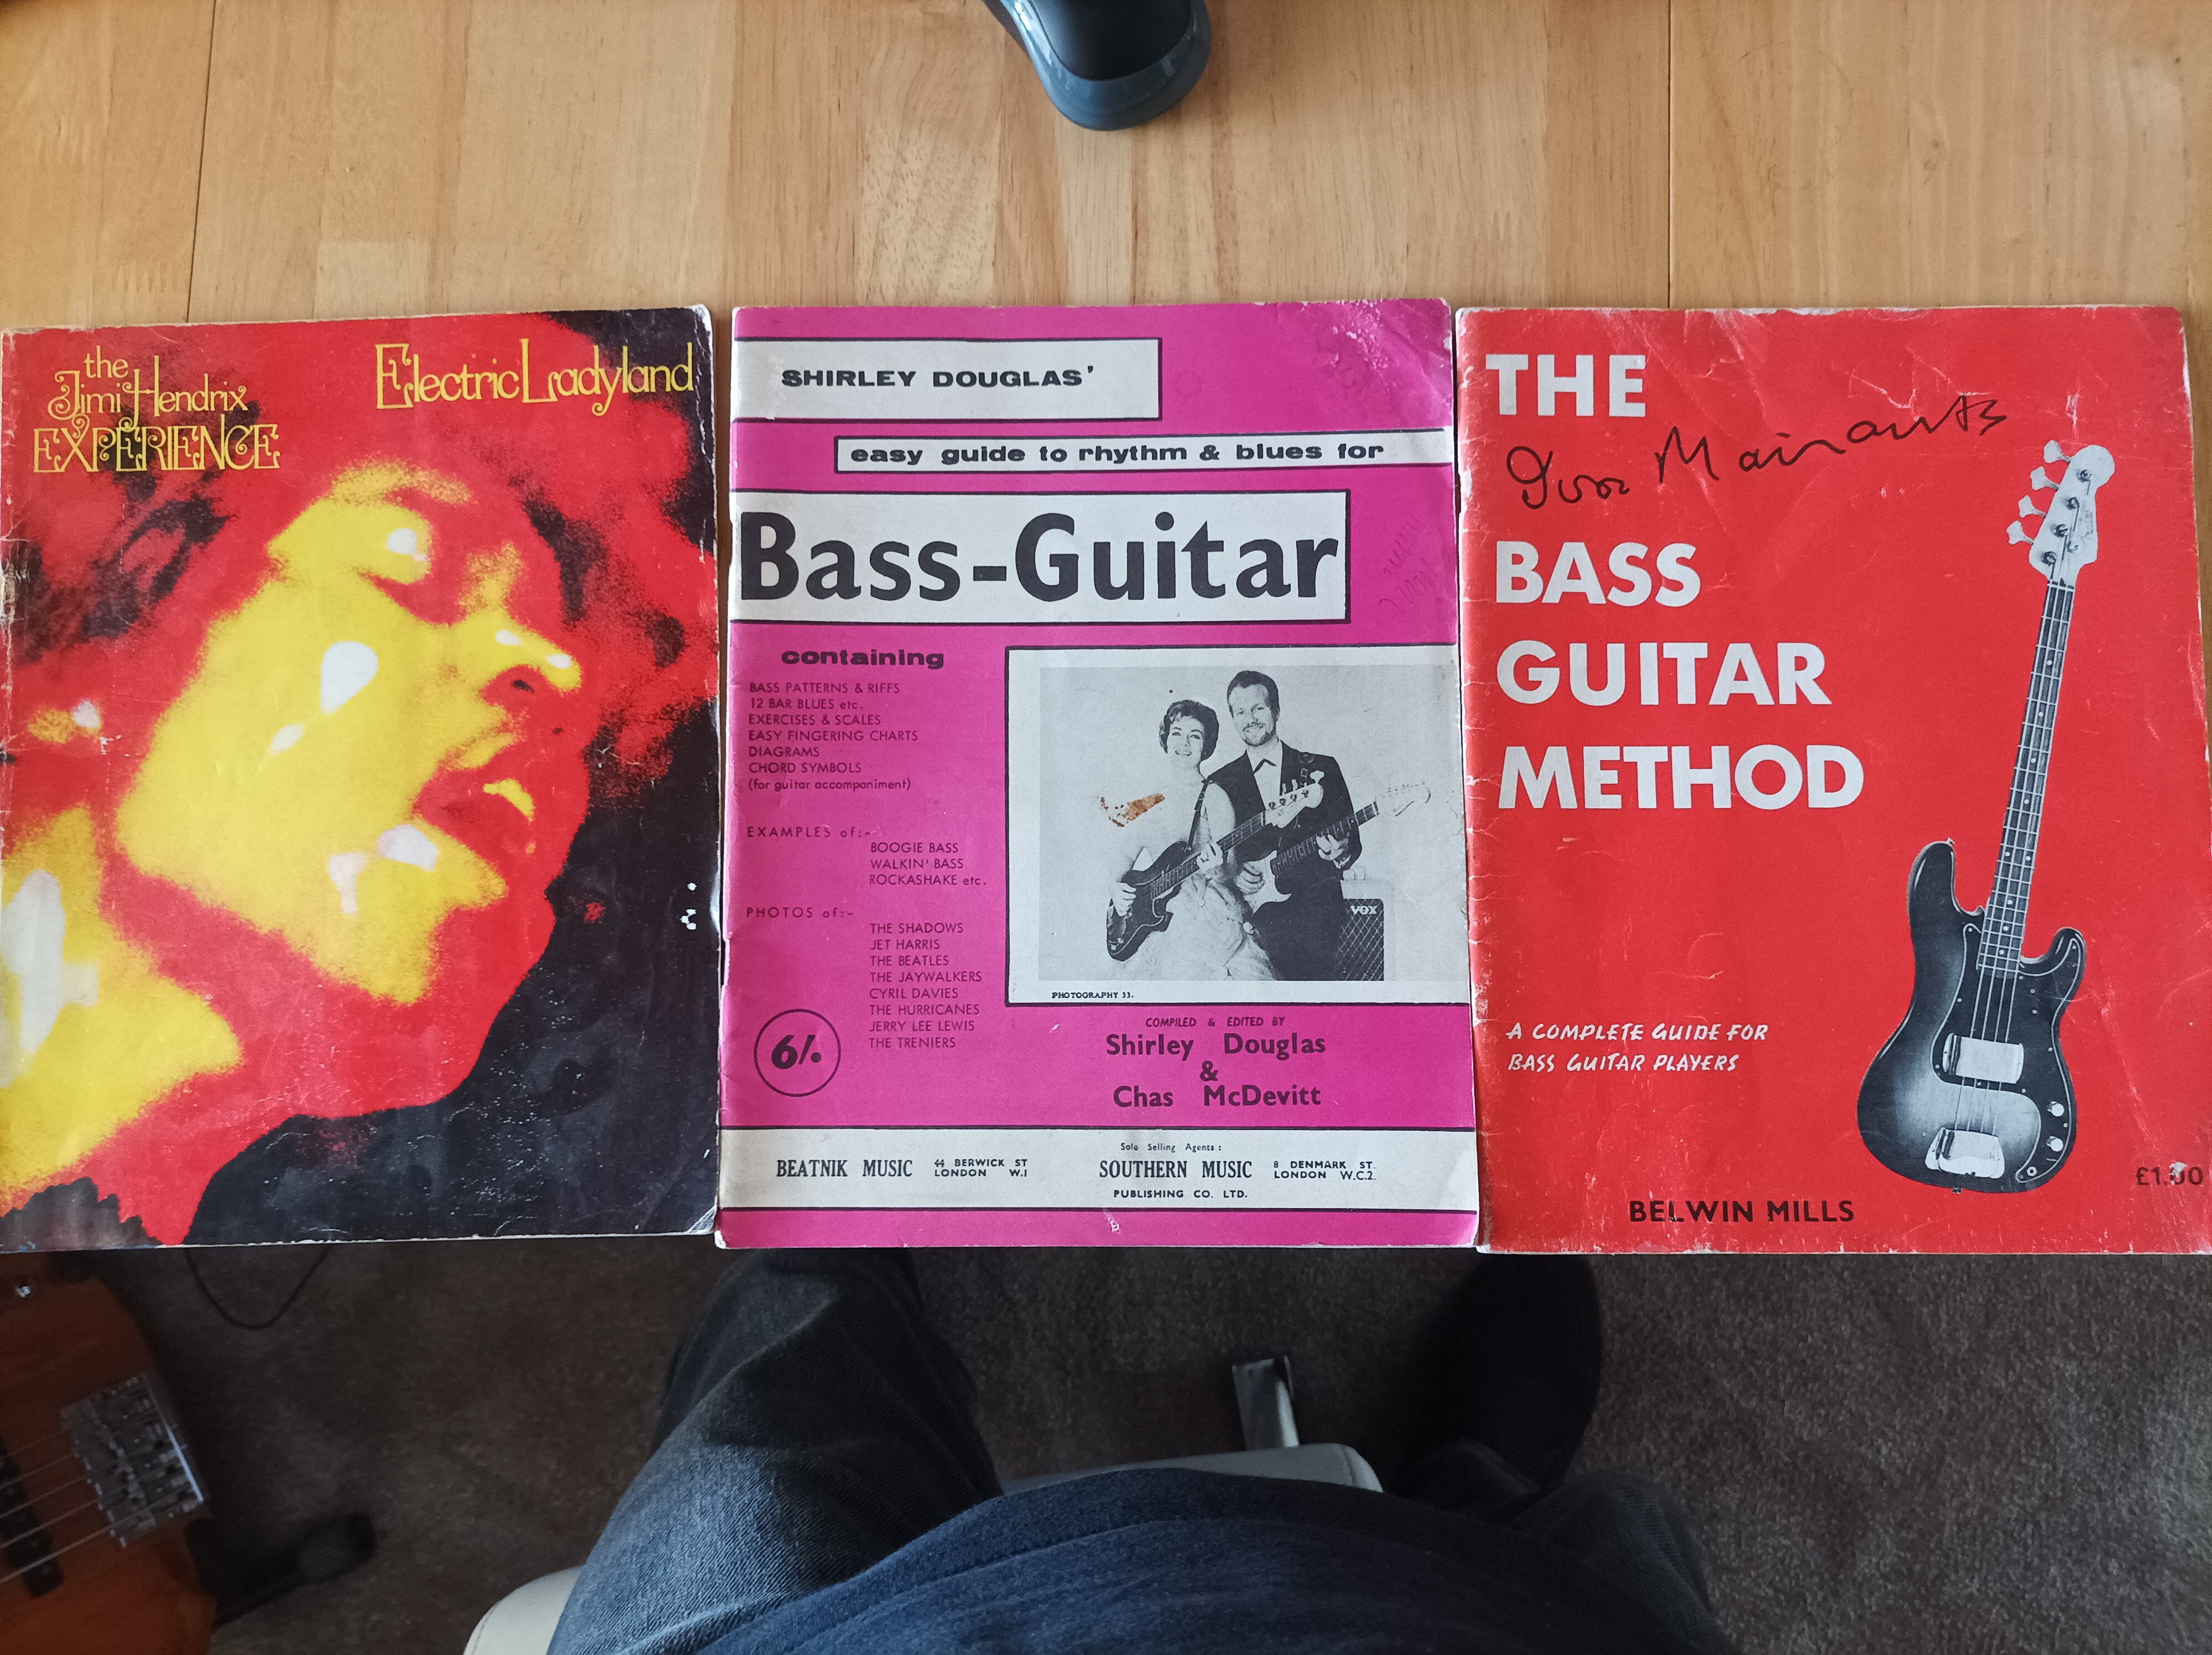 the
Jimi Hendrix
EXPERIENCE
Electric Ladyland
SHIRLEY DOUGLAS'
easy guide to rhythm & blues for
Bass-Guitar
containing
BASS PATTERNS & RIFFS
12 BAR BLUES etc.
EXERCISES & SCALES
EASY FINGERING CHARTS
DIAGRAMS
CHORD SYMBOLS
(for guitar accompaniment)
EXAMPLES of:-
BOOGIE BASS
WALKIN' BASS
ROCKASHAKE etc.
PHOTOS of:-
THE SHADOWS
JET HARRIS
THE BEATLES
THE JAYWALKERS
CYRIL DAVIES
THE HURRICANES
JERRY LEE LEWIS
THE TRENIERS
6/.
VOX
PHOTOGRAPHY 33.
COMPILED & EDITED BY
Shirley Douglas
&
Chas McDevitt
BEATNIK MUSIC
44 BERWICK ST
LONDON W.1
Sole Selling Agents:
SOUTHERN MUSIC
PUBLISHING CO. LTD.
8 DENMARK ST.
LONDON W.C.2.
THE
Ivor Mairants
BASS
GUITAR
METHOD
A COMPLETE GUIDE FOR
BASS GUITAR PLAYERS
£1.00
BELWIN MILLS